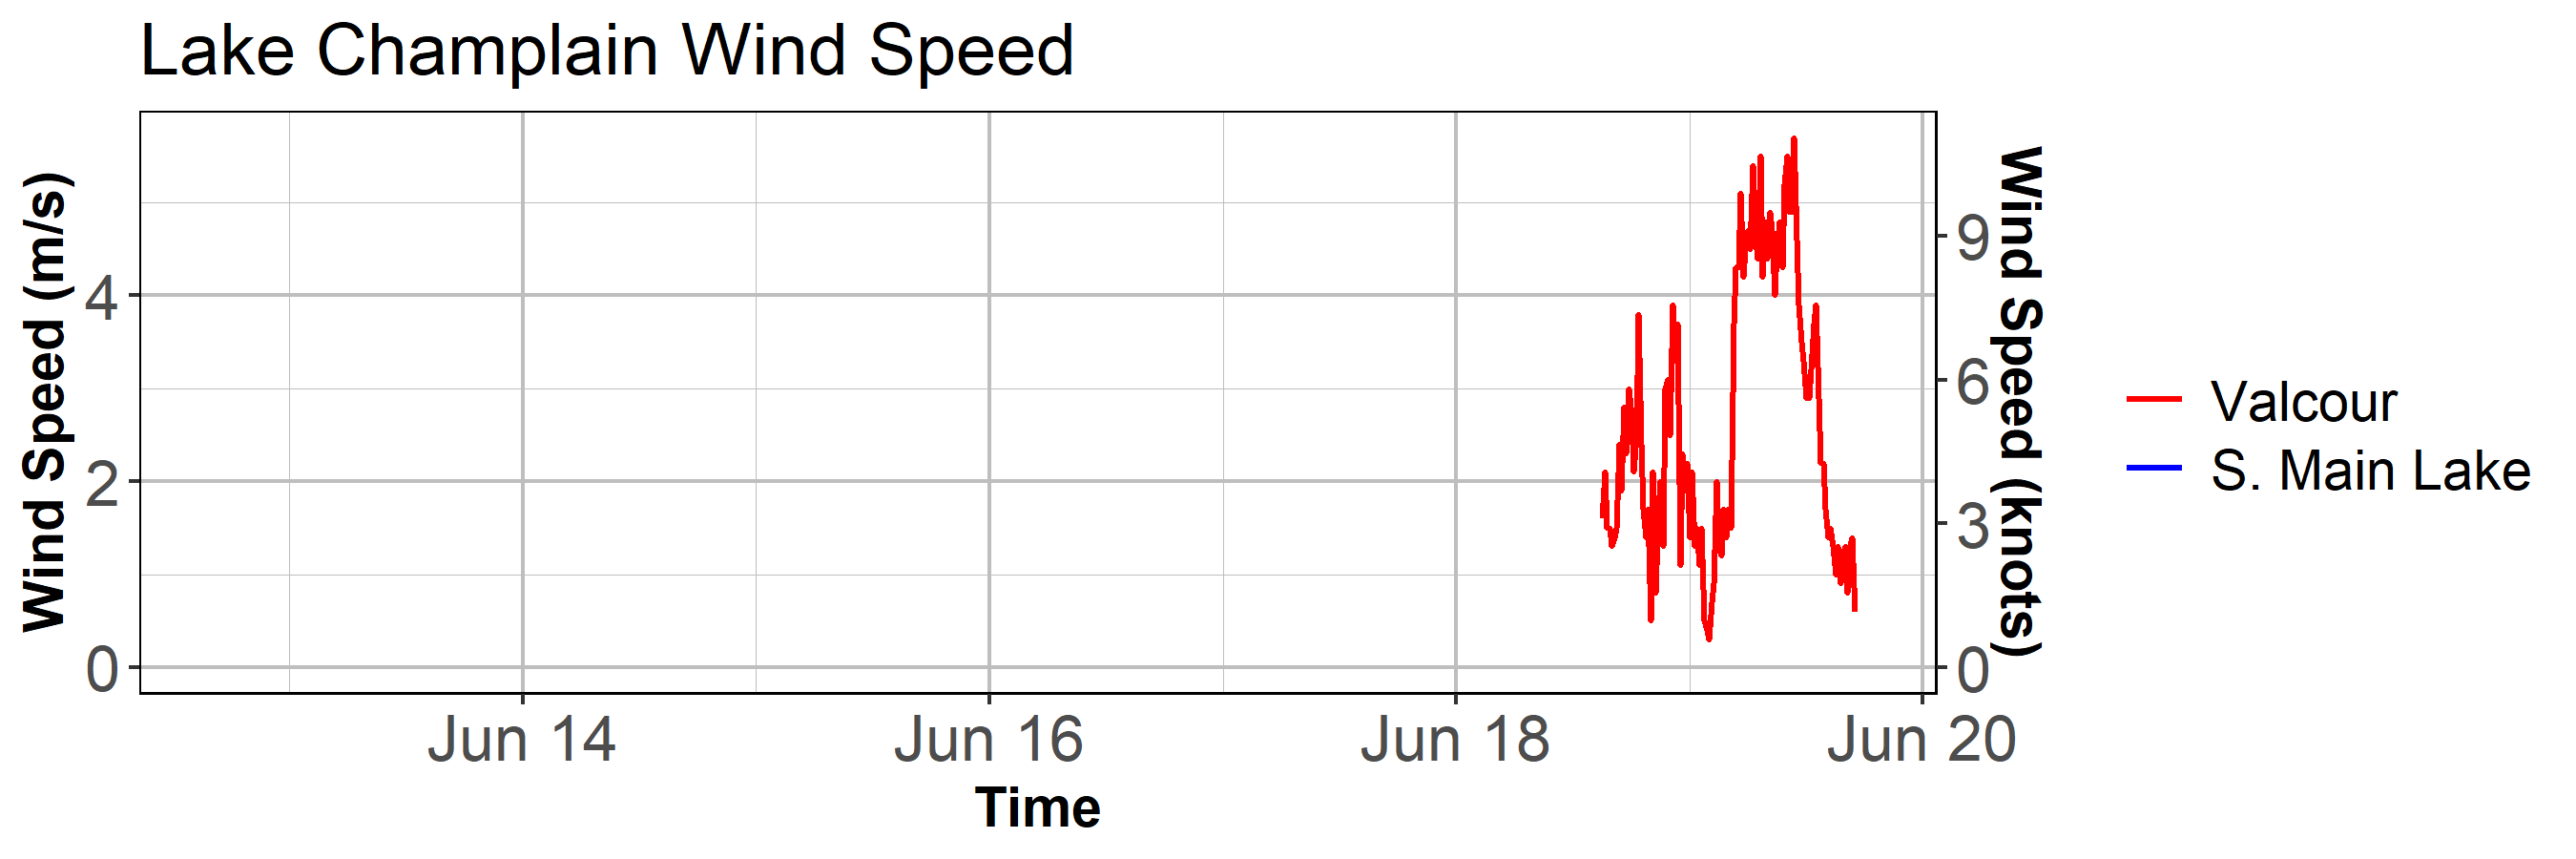 Lake Champlain Wind Speed
Wind Speed (m/s)
4
2
0
9
6
3
0
Wind Speed (knots)
Jun 14
Jun 16
Jun 18
Jun 20
Time
Valcour
S. Main Lake